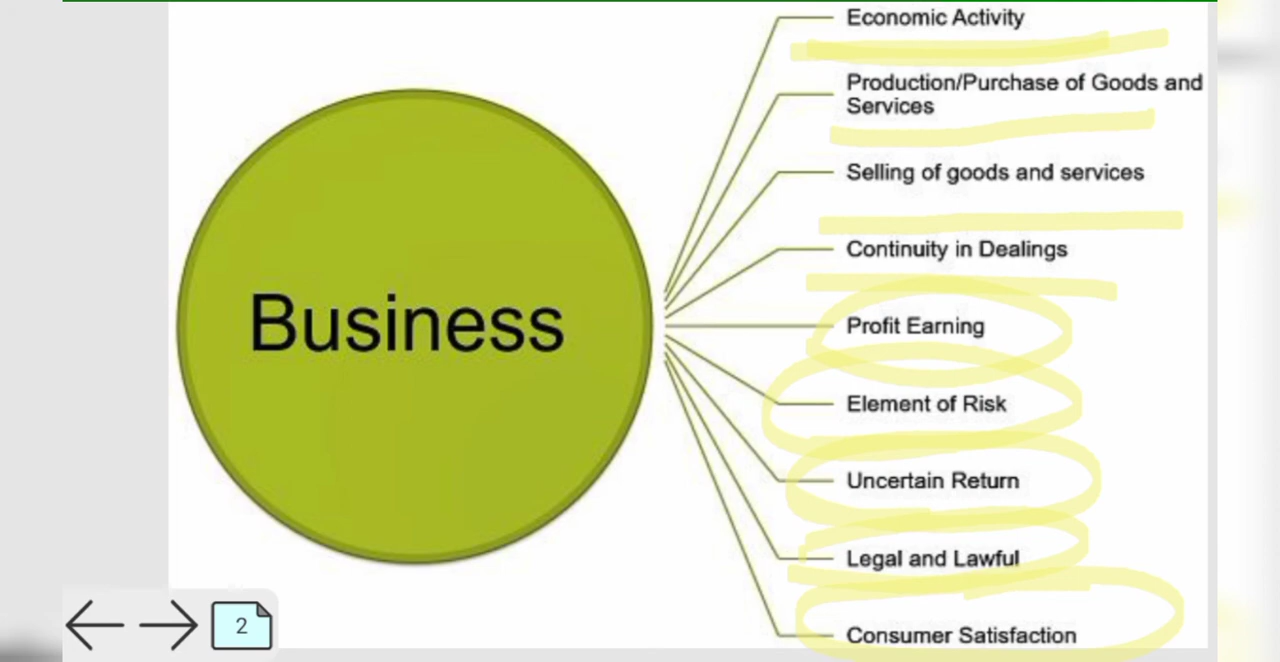 Economic Activity
Production/Purchase of Goods and
Services
Selling of goods and services
Continuity in Dealings
Business
Profit Earning
Element of Risk
Uncertain Return
Legal and Lawful
Consumer Satisfaction
2